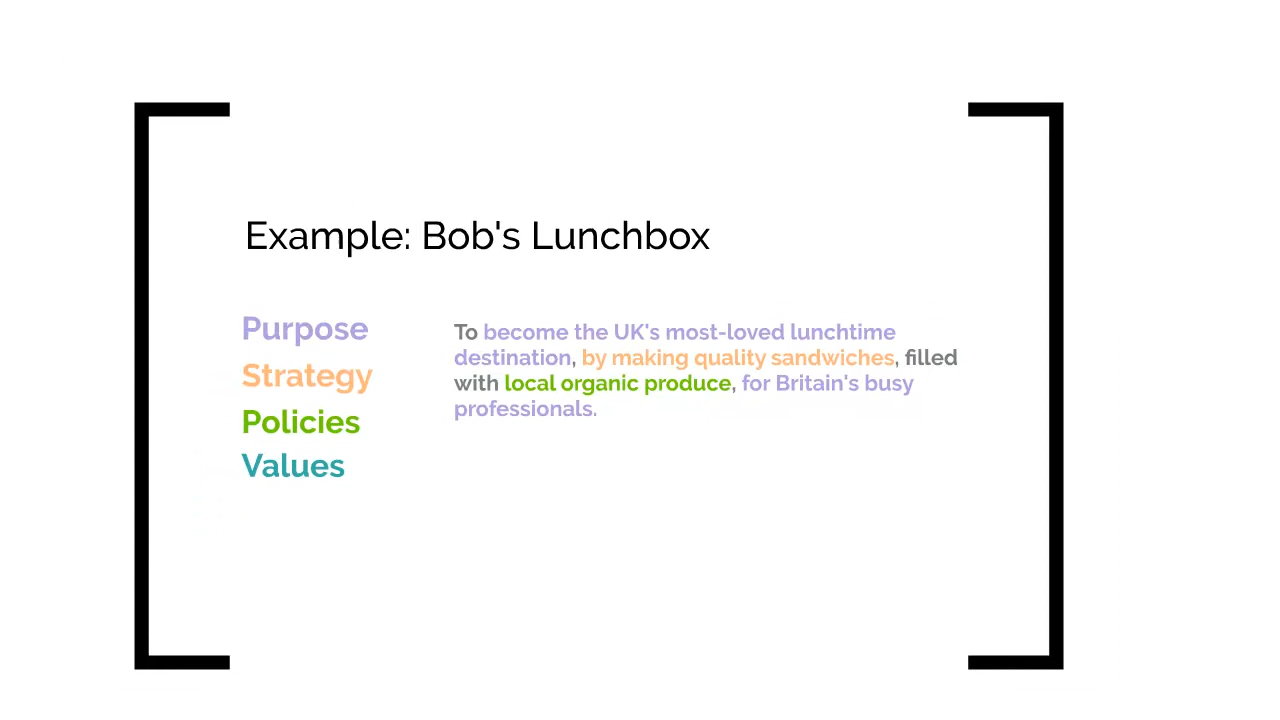 Example: Bob's Lunchbox
Purpose
Strategy
Policies
Values
To become the UK's most-loved lunchtime
destination, by making quality sandwiches, filled
with local organic produce, for Britain's busy
professionals.